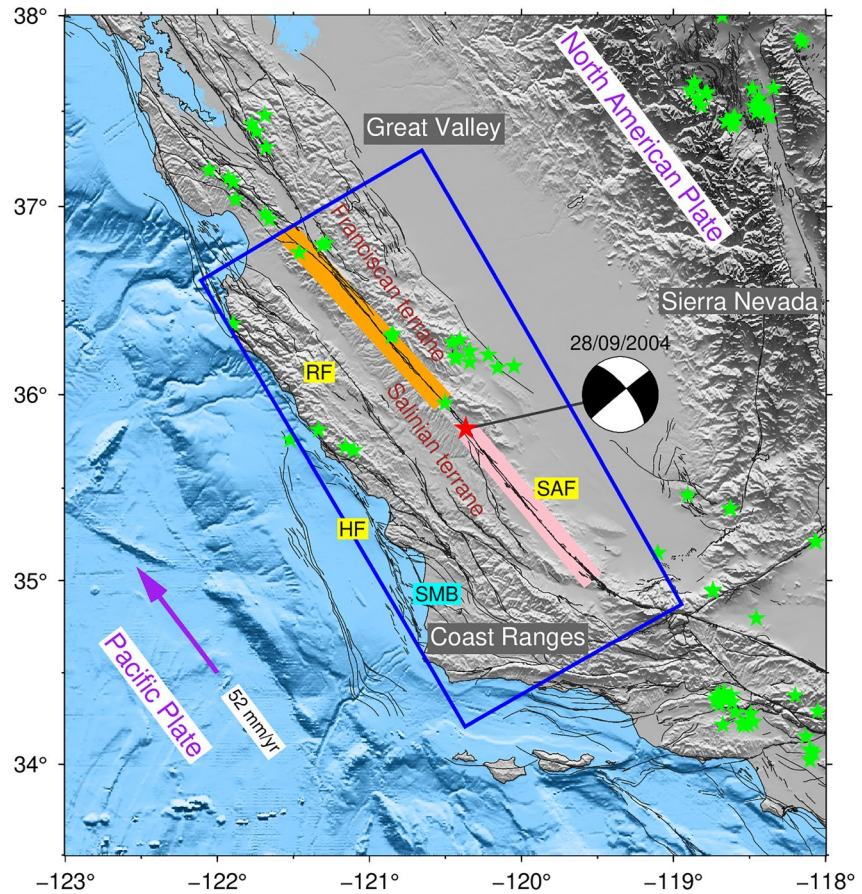 38°
37°
36°
35°
34°
−123°
−122°
−121°
−120°
−119°
−118°
North American Plate
Great Valley
Franciscan terrane
Sierra Nevada
28/09/2004
RF
Salinian terrane
SAF
HF
SMB
Coast Ranges
Pacific Plate
52 mm/yr